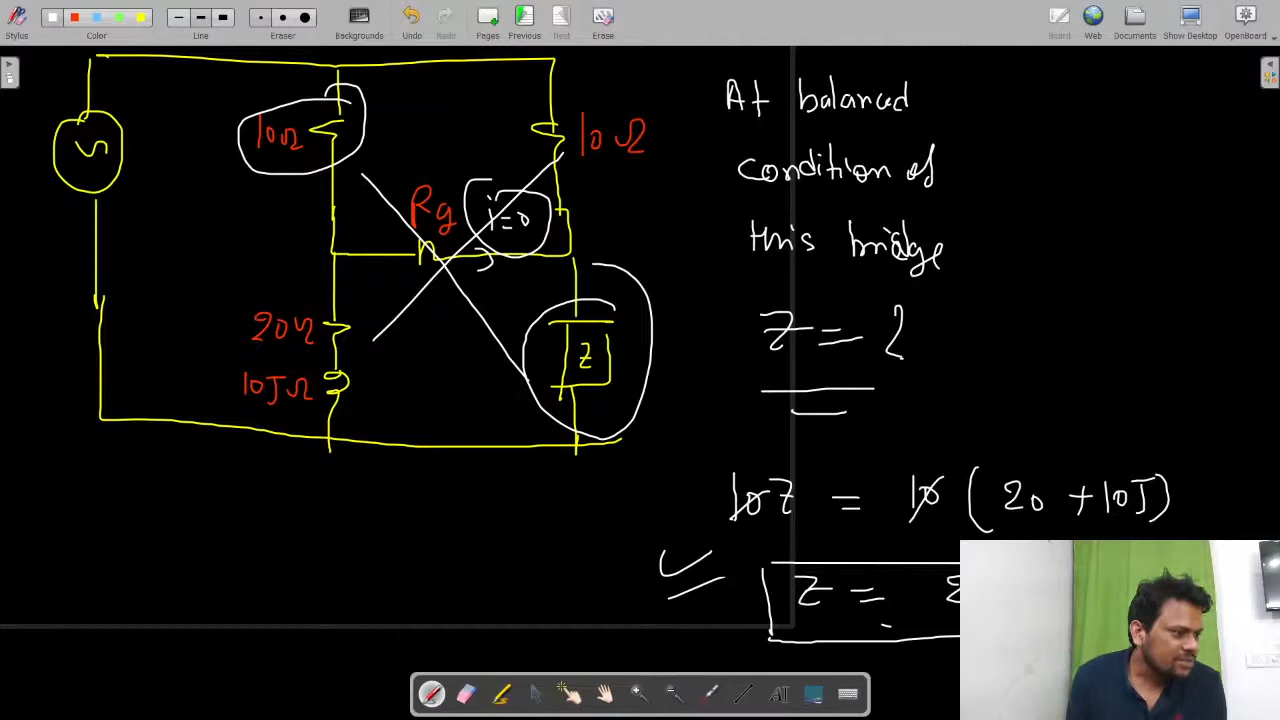 Stylus
Color
Line
Eraser
Backgrounds
Undo
Redo
Pages
Previous
Next
Erase
Board
Web
Documents
Show Desktop
OpenBoard
10Ω
10Ω
Rg
i=0
20Ω
10JΩ
Z
At balanced
condition of
this bridge
Z =
10Z = 10 (20 + 10J)
Z =